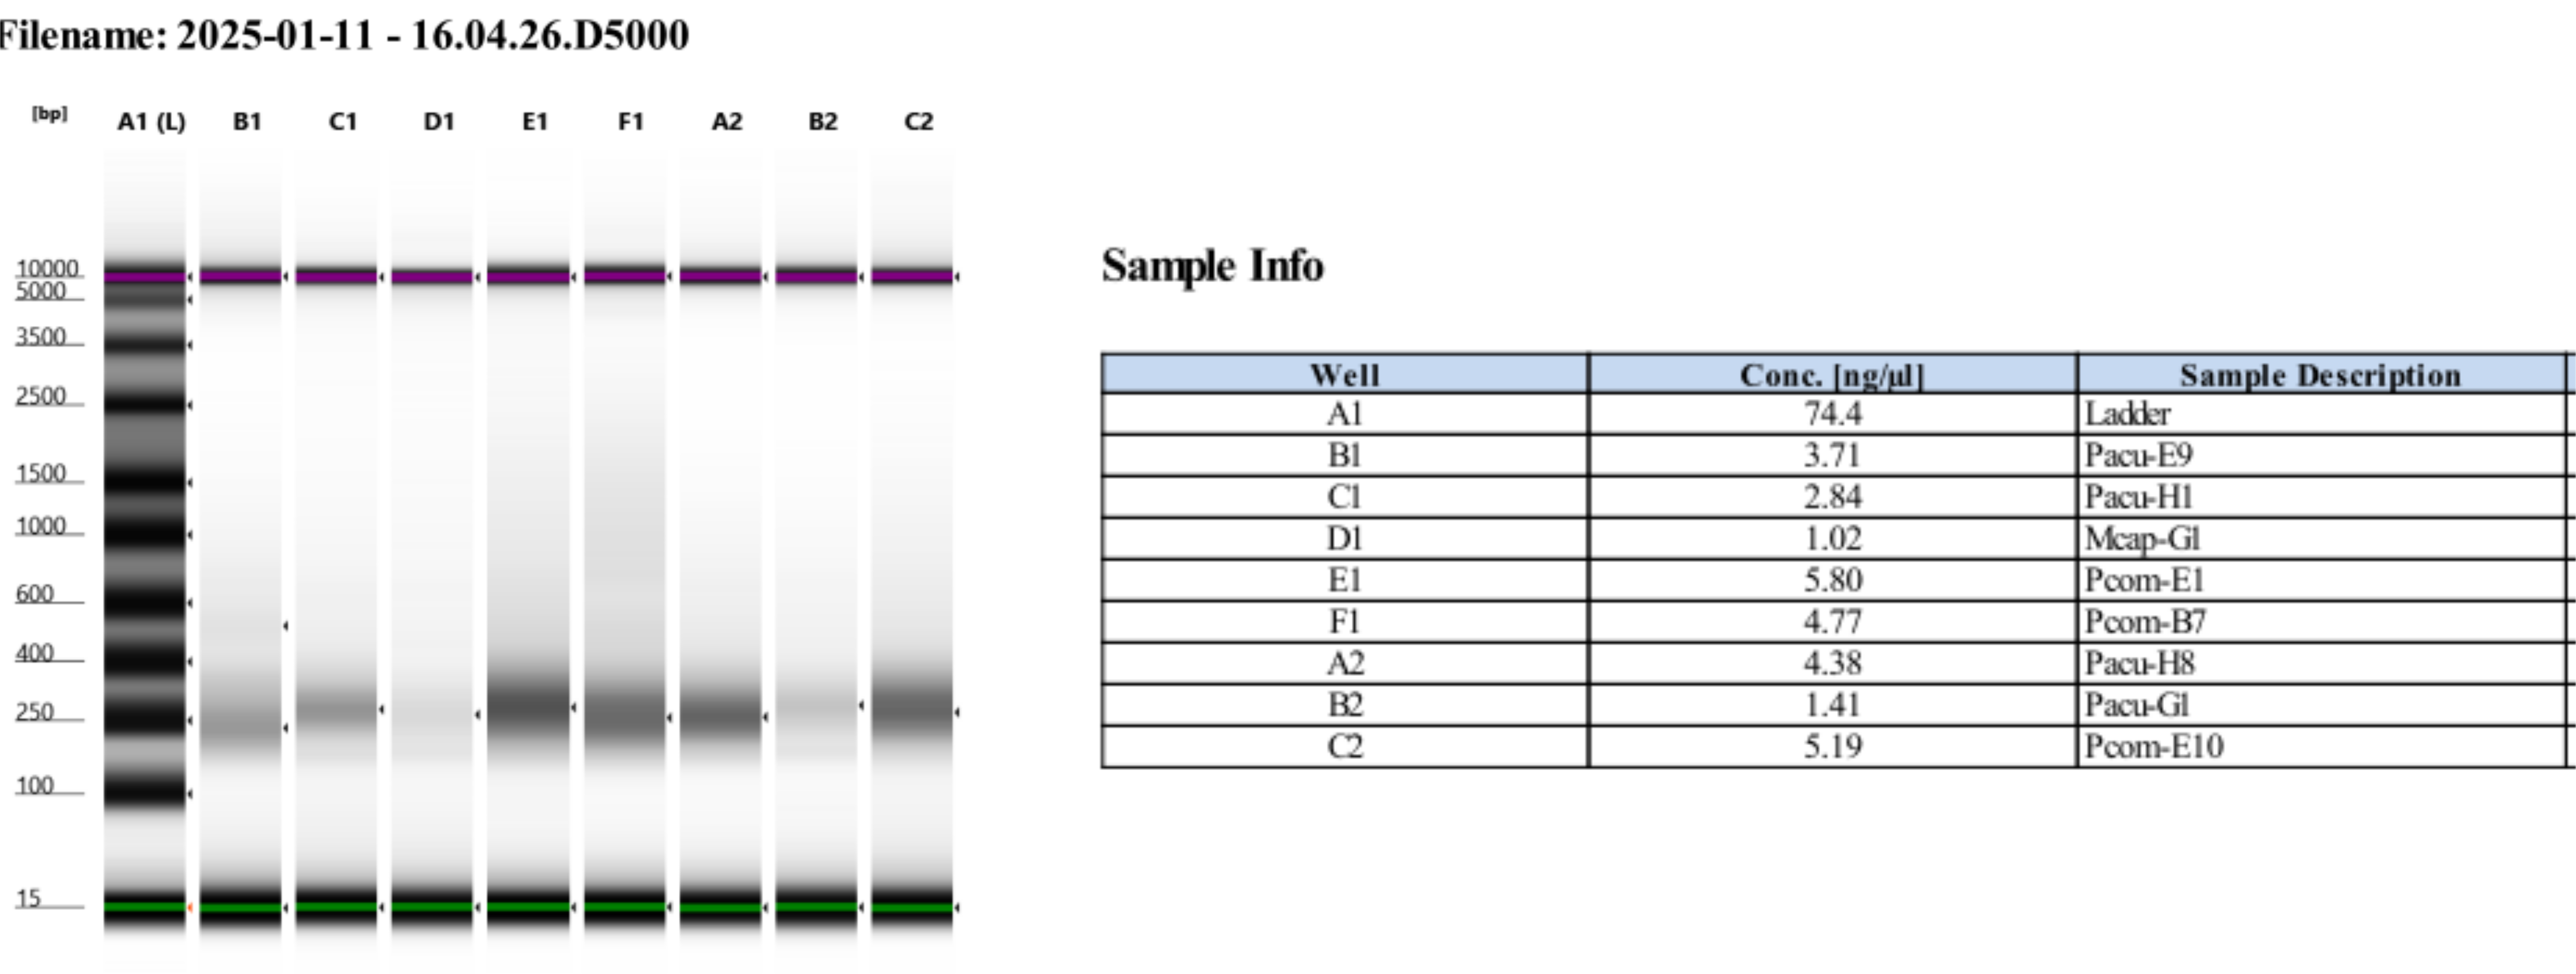 Filename: 2025-01-11 - 16.04.26.D5000
[bp] A1 (L) B1 C1 D1 E1 F1 A2 B2 C2
10000
5000
3500
2500
1500
1000
600
400
250
100
15
Sample Info
Well Conc. [ng/µl] Sample Description
A1 74.4 Ladder
B1 3.71 Pacu-E9
C1 2.84 Pacu-H1
D1 1.02 Mcap-G1
E1 5.80 Pcom-E1
F1 4.77 Pcom-B7
A2 4.38 Pacu-H8
B2 1.41 Pacu-G1
C2 5.19 Pcom-E10